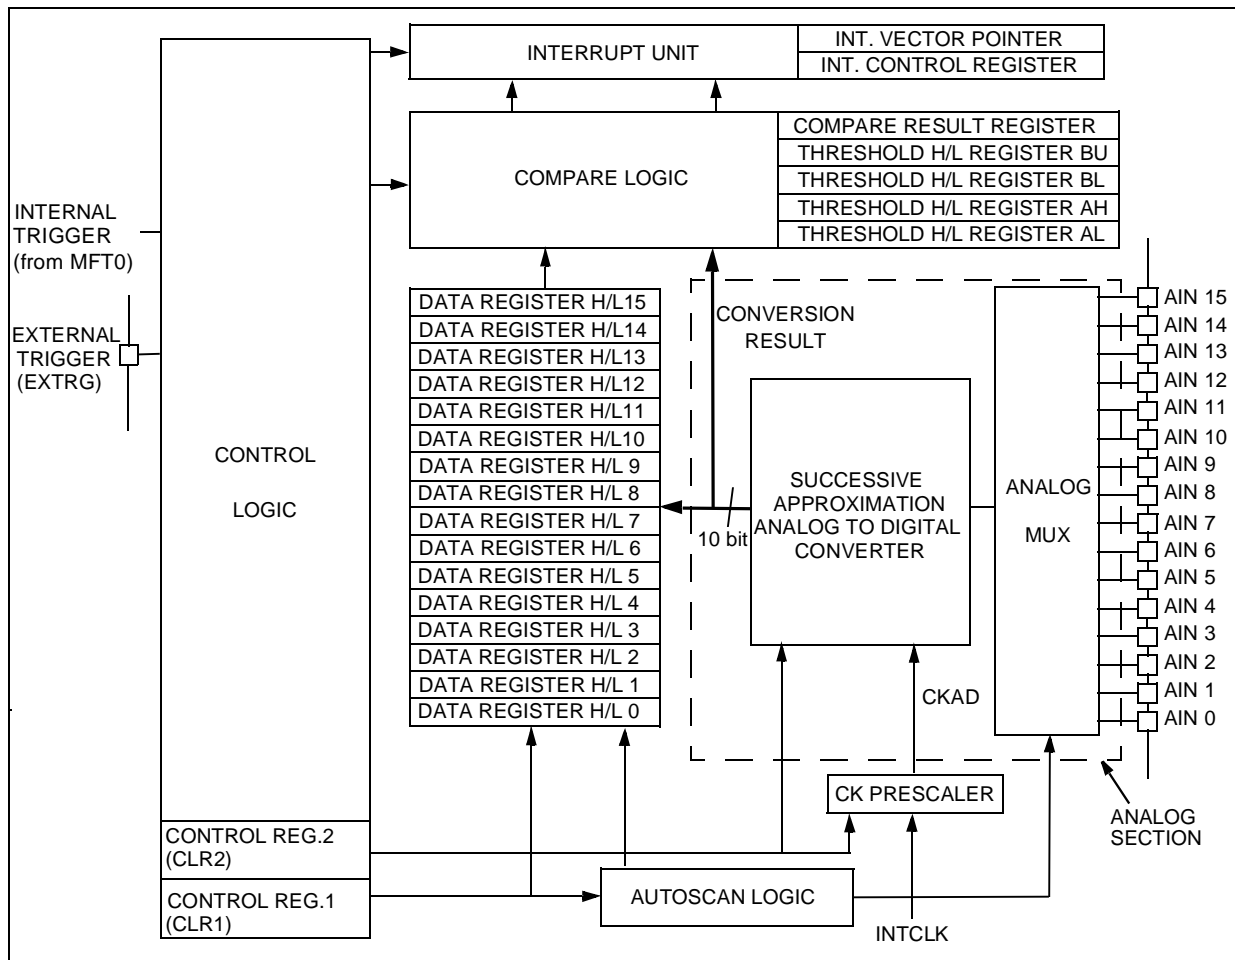 INTERRUPT UNIT
INT. VECTOR POINTER
INT. CONTROL REGISTER
COMPARE LOGIC
COMPARE RESULT REGISTER
THRESHOLD H/L REGISTER BU
THRESHOLD H/L REGISTER BL
THRESHOLD H/L REGISTER AH
THRESHOLD H/L REGISTER AL
INTERNAL
TRIGGER
(from MFT0)
EXTERNAL
TRIGGER
(EXTRG)
CONTROL
LOGIC
CONTROL REG.2
(CLR2)
CONTROL REG.1
(CLR1)
DATA REGISTER H/L15
DATA REGISTER H/L14
DATA REGISTER H/L13
DATA REGISTER H/L12
DATA REGISTER H/L11
DATA REGISTER H/L10
DATA REGISTER H/L 9
DATA REGISTER H/L 8
DATA REGISTER H/L 7
DATA REGISTER H/L 6
DATA REGISTER H/L 5
DATA REGISTER H/L 4
DATA REGISTER H/L 3
DATA REGISTER H/L 2
DATA REGISTER H/L 1
DATA REGISTER H/L 0
CONVERSION
RESULT
10 bit
SUCCESSIVE
APPROXIMATION
ANALOG TO DIGITAL
CONVERTER
CKAD
ANALOG
MUX
AIN 15
AIN 14
AIN 13
AIN 12
AIN 11
AIN 10
AIN 9
AIN 8
AIN 7
AIN 6
AIN 5
AIN 4
AIN 3
AIN 2
AIN 1
AIN 0
CK PRESCALER
ANALOG
SECTION
AUTOSCAN LOGIC
INTCLK